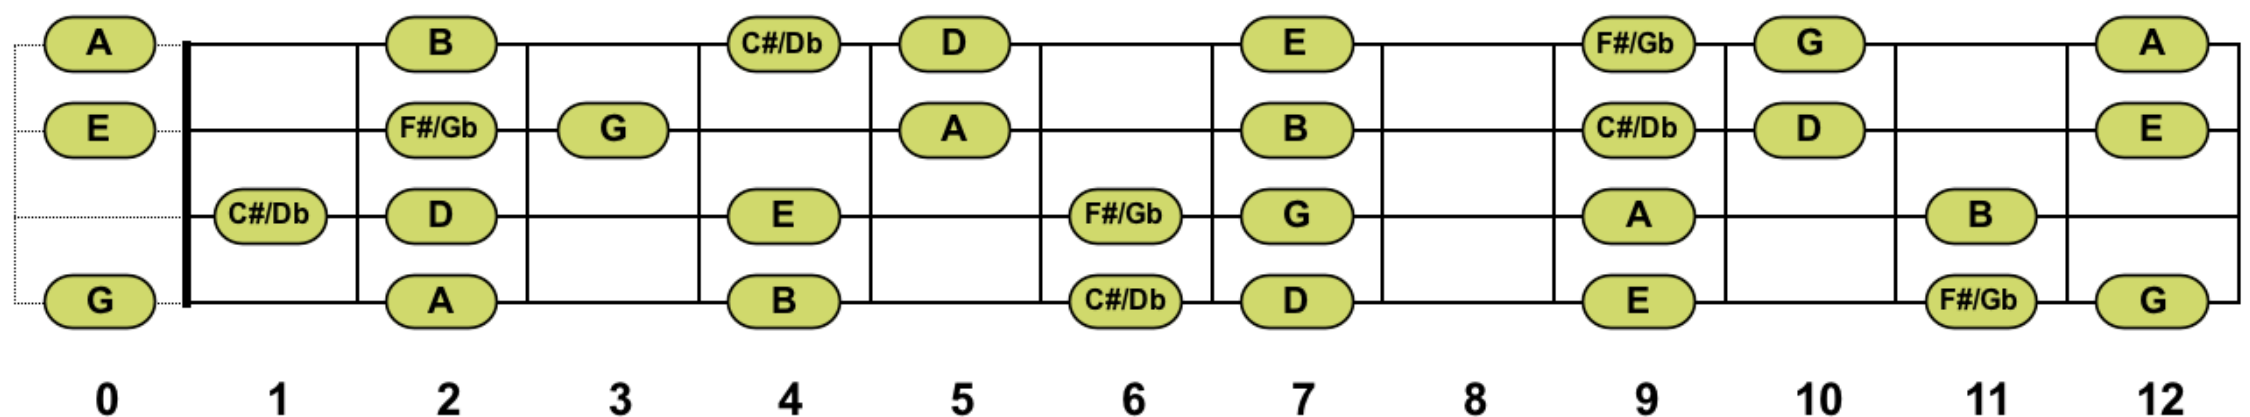 A B C#/Db D E F#/Gb G A
E F#/Gb G A B C#/Db D E
C#/Db D E F#/Gb G A B
G A B C#/Db D E F#/Gb G
0 1 2 3 4 5 6 7 8 9 10 11 12